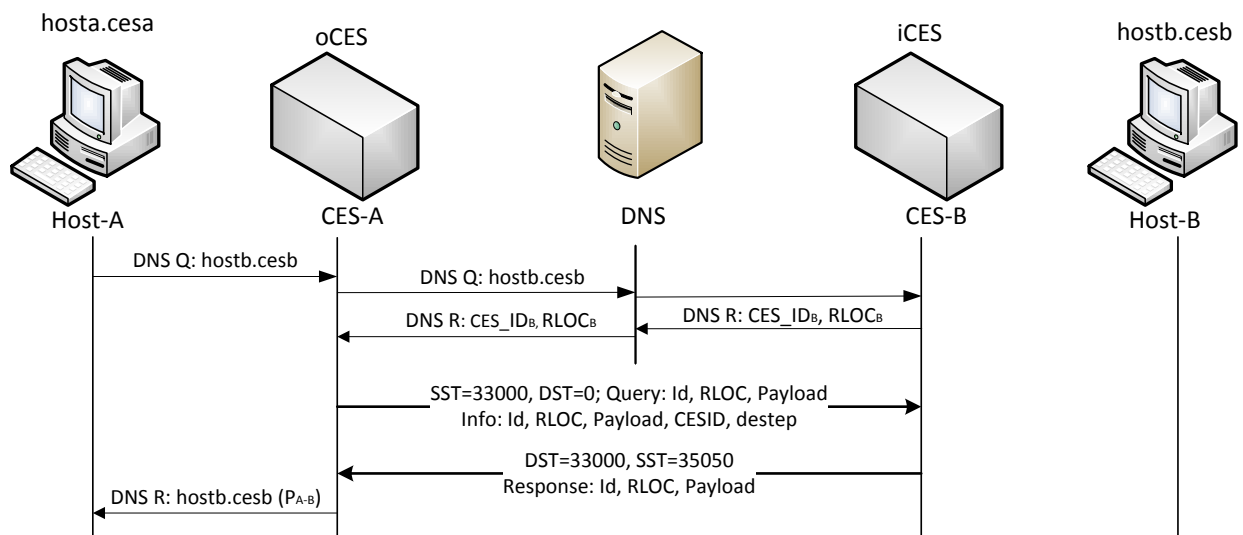 hosta.cesa
oCES
iCES
hostb.cesb
Host-A
CES-A
DNS
CES-B
Host-B
DNS Q: hostb.cesb
DNS Q: hostb.cesb
DNS R: CES_IDB, RLOCB
DNS R: CES_IDB, RLOCB
SST=33000, DST=0; Query: Id, RLOC, Payload
Info: Id, RLOC, Payload, CESID, destep
DST=33000, SST=35050
Response: Id, RLOC, Payload
DNS R: hostb.cesb (PA-B)